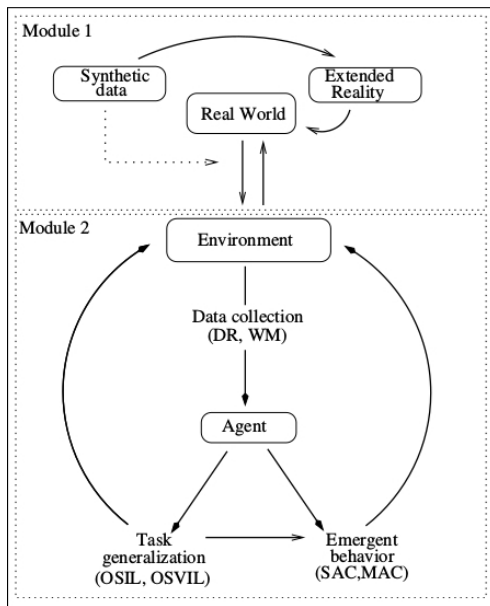 Module 1
Synthetic
data
Extended
Reality
Real World
Module 2
Environment
Data collection
(DR, WM)
Agent
Task
generalization
(OSIL, OSVIL)
Emergent
behavior
(SAC,MAC)